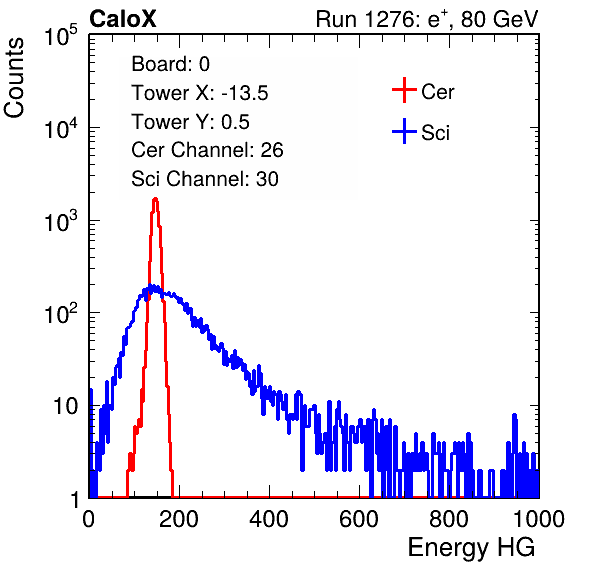 CaloX Run 1276: e⁺, 80 GeV
Counts
Board: 0
Tower X: -13.5
Tower Y: 0.5
Cer Channel: 26
Sci Channel: 30
Cer
Sci
10⁵
10⁴
10³
10²
10
1
0 200 400 600 800 1000
Energy HG